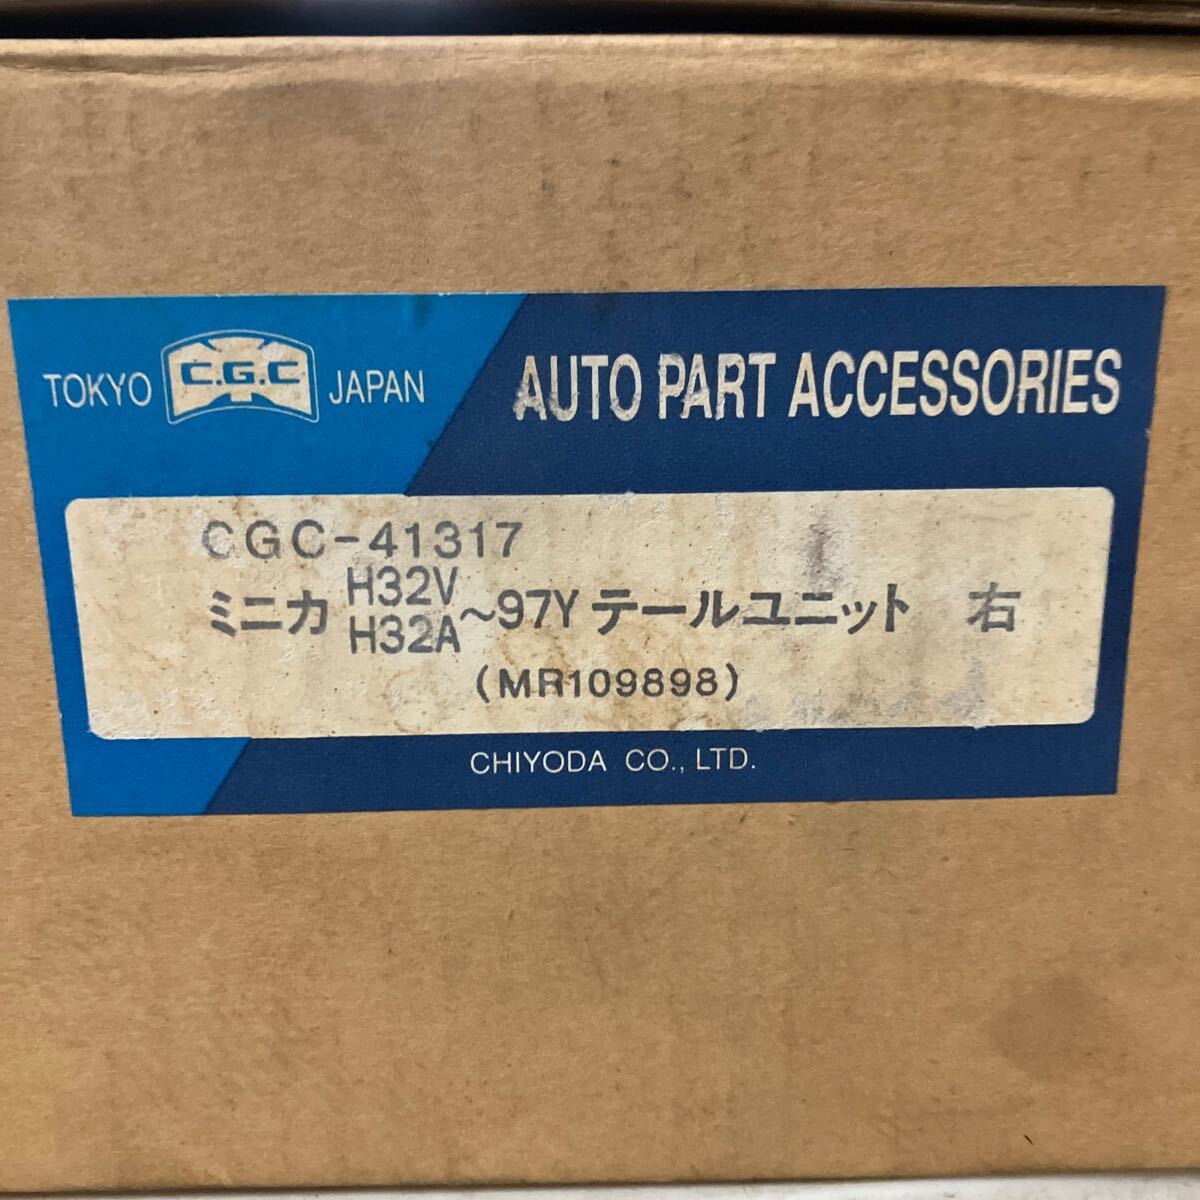 TOKYO C.G.C JAPAN AUTO PART ACCESSORIES
CGC-41317
ミニカ H32V H32A ~97Y テールユニット 右
(MR109898)
CHIYODA CO., LTD.